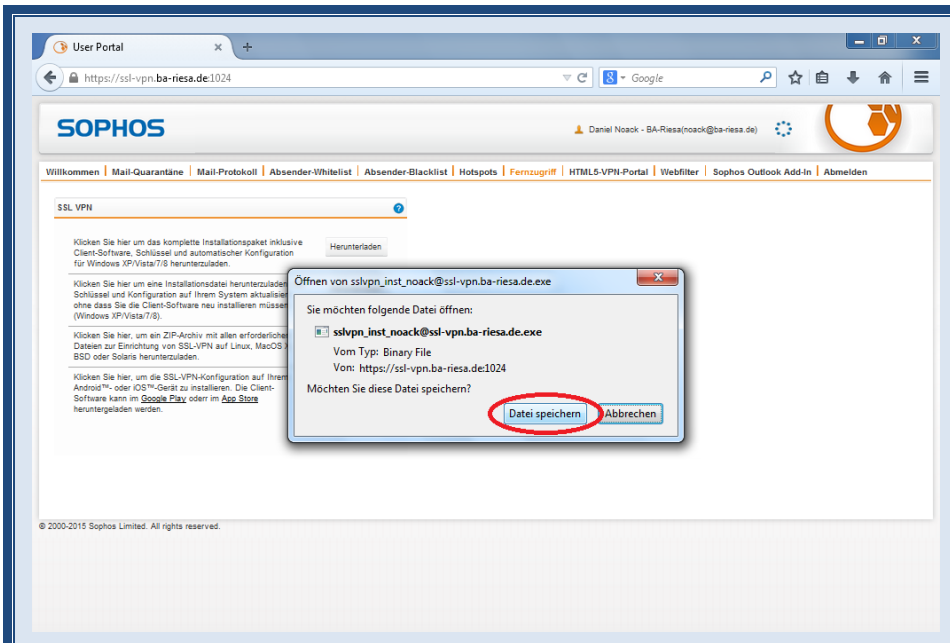 User Portal
https://ssl-vpn.ba-riesa.de:1024
Google
SOPHOS
Daniel Noack - BA-Riesa(noack@ba-riesa.de)
Willkommen | Mail-Quarantäne | Mail-Protokoll | Absender-Whitelist | Absender-Blacklist | Hotspots | Fernzugriff | HTML5-VPN-Portal | Webfilter | Sophos Outlook Add-In | Abmelden
SSL VPN
Klicken Sie hier um das komplette Installationspaket inklusive
Client-Software, Schlüssel und automatischer Konfiguration
für Windows XP/Vista/7/8 herunterzuladen.
Herunterladen
Klicken Sie hier um eine Installationsdatei herunterzuladen
Schlüssel und Konfiguration auf Ihrem System aktualisier
ohne dass Sie die Client-Software neu installieren müssen
(Windows XP/Vista/7/8).
Klicken Sie hier, um ein ZIP-Archiv mit allen erforderliche
Dateien zur Einrichtung von SSL-VPN auf Linux, MacOS X
BSD oder Solaris herunterzuladen.
Klicken Sie hier, um die SSL-VPN-Konfiguration auf Ihrem
Android™- oder iOS™-Gerät zu installieren. Die Client-
Software kann im Google Play oderr im App Store
heruntergeladen werden.
Öffnen von sslvpn_inst_noack@ssl-vpn.ba-riesa.de.exe
Sie möchten folgende Datei öffnen:
sslvpn_inst_noack@ssl-vpn.ba-riesa.de.exe
Vom Typ: Binary File
Von: https://ssl-vpn.ba-riesa.de:1024
Möchten Sie diese Datei speichern?
Datei speichern
Abbrechen
© 2000-2015 Sophos Limited. All rights reserved.